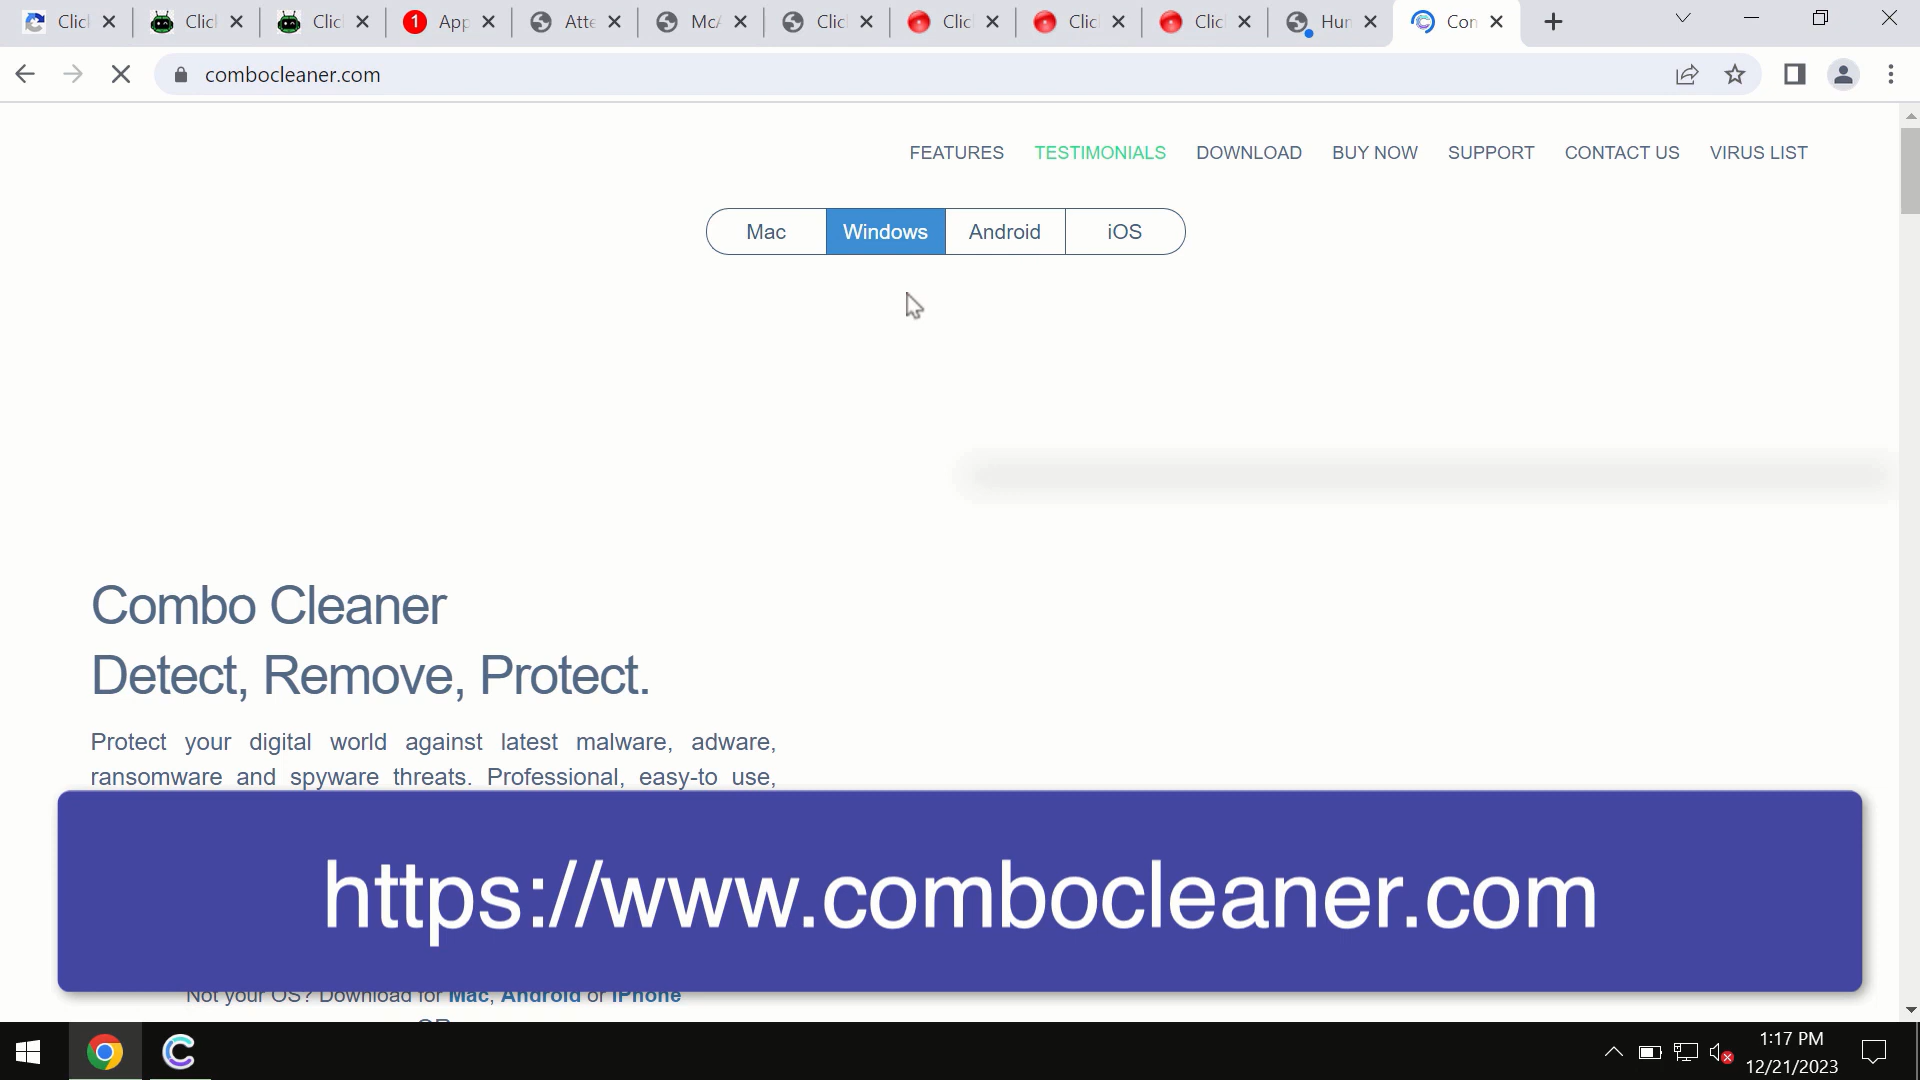 Clic
Clic
Clic
1 App
Atte
McA
Clic
Clic
Clic
Clic
Hur
Con
combocleaner.com
FEATURES TESTIMONIALS DOWNLOAD BUY NOW SUPPORT CONTACT US VIRUS LIST
Mac Windows Android iOS
Combo Cleaner
Detect, Remove, Protect.
Protect your digital world against latest malware, adware,
ransomware and spyware threats. Professional, easy-to use,
https://www.combocleaner.com
Not your OS? Download for Mac, Android or iPhone
OR
1:17 PM
12/21/2023